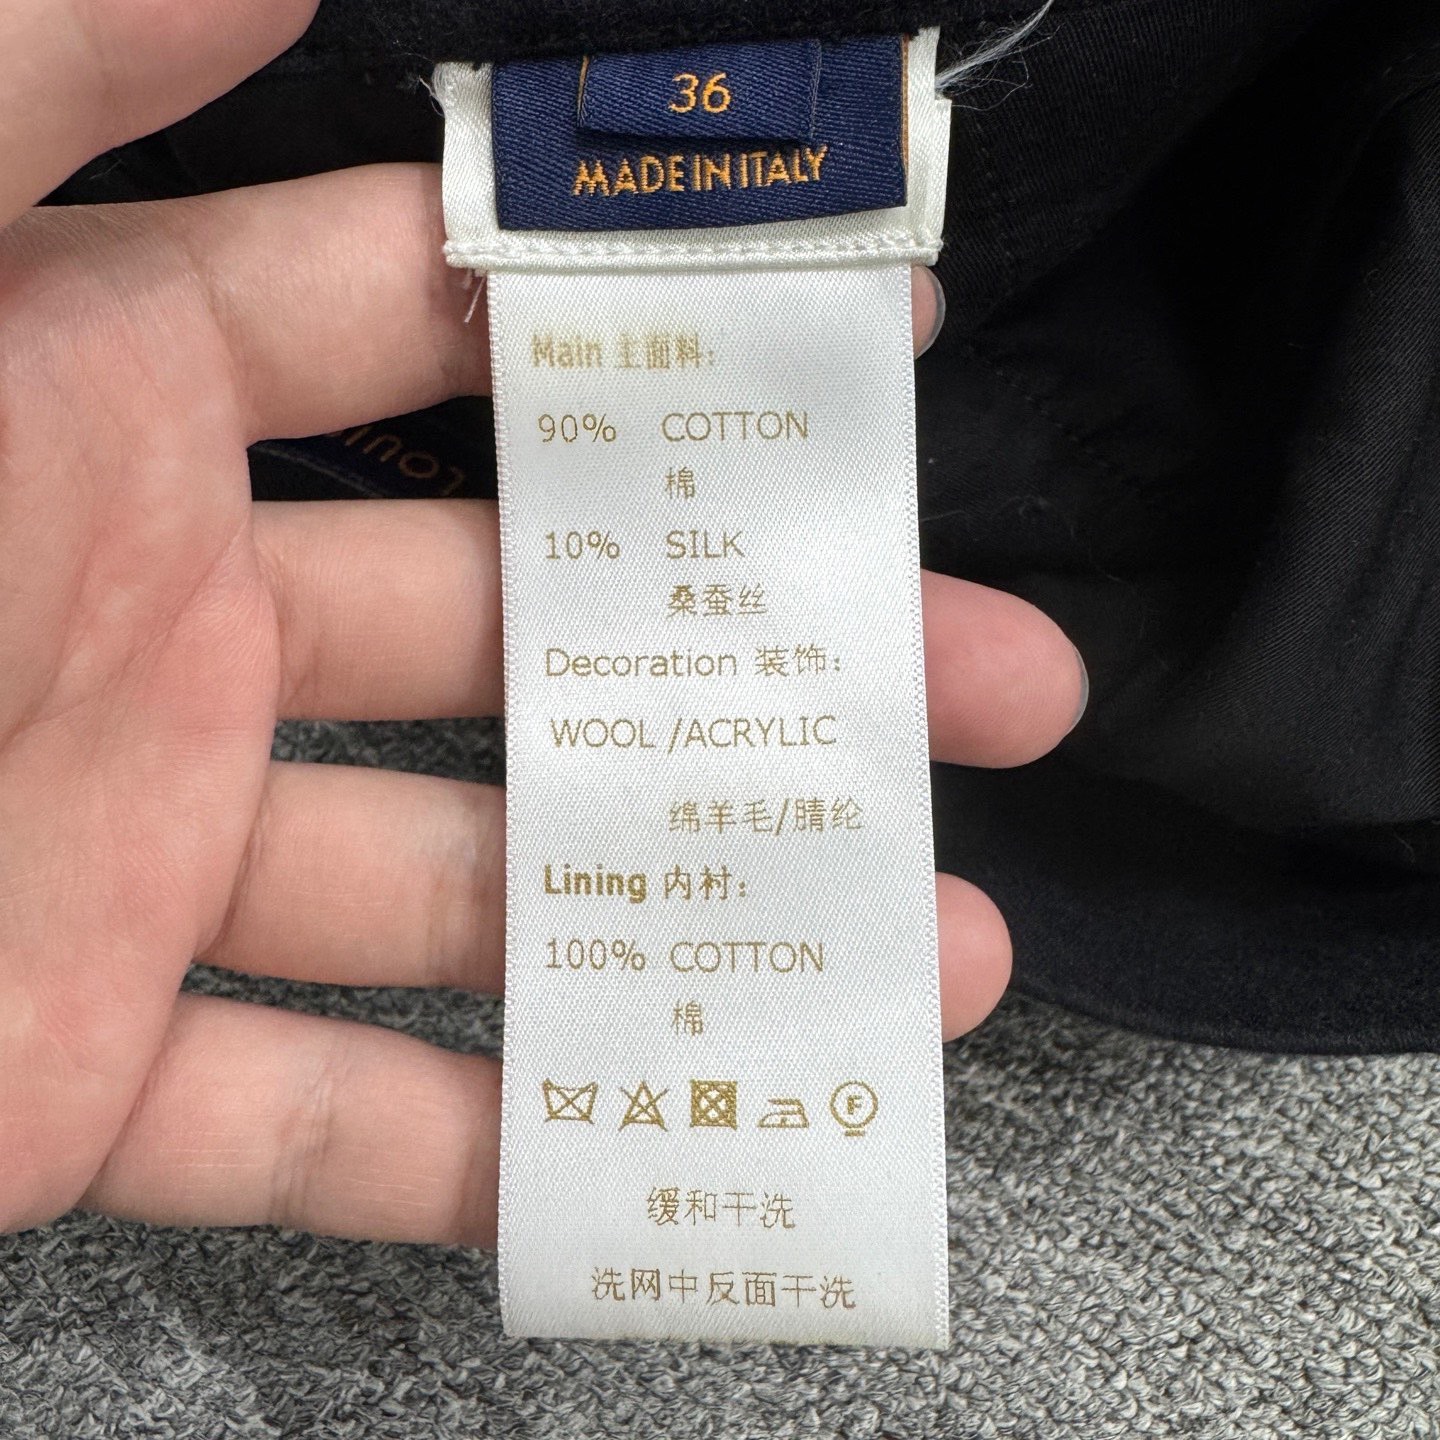 36
MADE IN ITALY
LOUI
Main 主面料:
90% COTTON
棉
10% SILK
桑蚕丝
Decoration 装饰:
WOOL /ACRYLIC
绵羊毛/腈纶
Lining 内衬:
100% COTTON
棉
F
缓和干洗
洗网中反面干洗